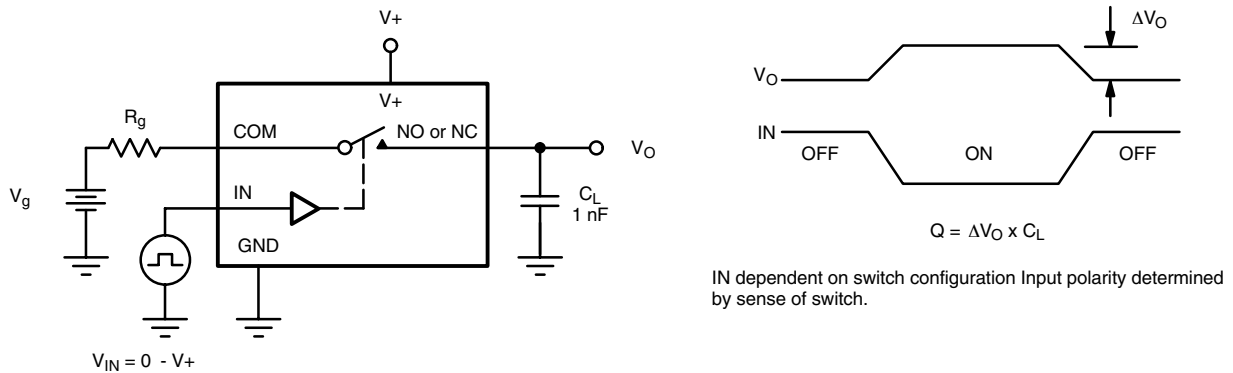 V+
V+
Rg
COM
NO or NC
VO
Vg
IN
CL
1 nF
GND
VIN = 0 - V+
ΔVO
VO
IN
OFF
ON
OFF
Q = ΔVO x CL
IN dependent on switch configuration Input polarity determined
by sense of switch.